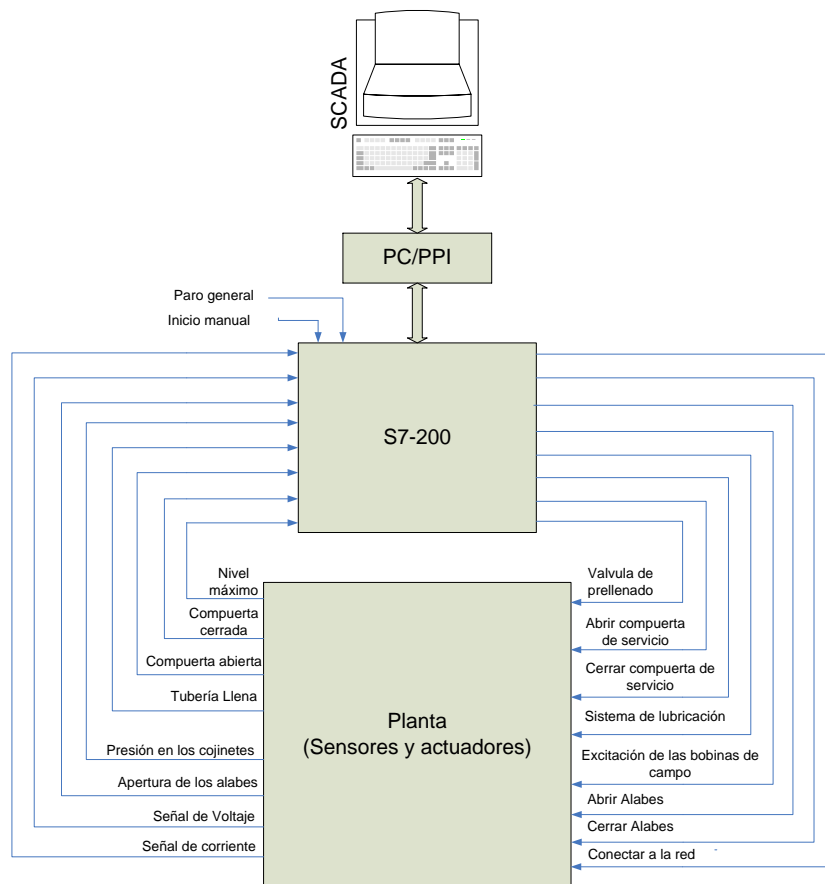 SCADA
PC/PPI
Paro general
Inicio manual
S7-200
Nivel
máximo
Compuerta
cerrada
Compuerta abierta
Tubería Llena
Presión en los cojinetes
Apertura de los alabes
Señal de Voltaje
Señal de corriente
Planta
(Sensores y actuadores)
Valvula de
prellenado
Abrir compuerta
de servicio
Cerrar compuerta de
servicio
Sistema de lubricación
Excitación de las bobinas de
campo
Abrir Alabes
Cerrar Alabes
Conectar a la red